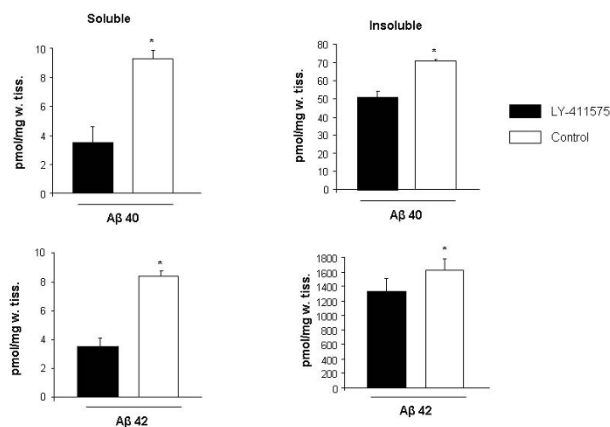 Soluble
Insoluble
pmol/mg w. tiss.
10
8
6
4
2
0
*
Aβ 40
pmol/mg w. tiss.
80
70
60
50
40
30
20
10
0
*
Aβ 40
LY-411575
Control
pmol/mg w. tiss.
10
8
6
4
2
0
*
Aβ 42
pmol/mg w. tiss.
1800
1600
1400
1200
1000
800
600
400
200
0
*
Aβ 42